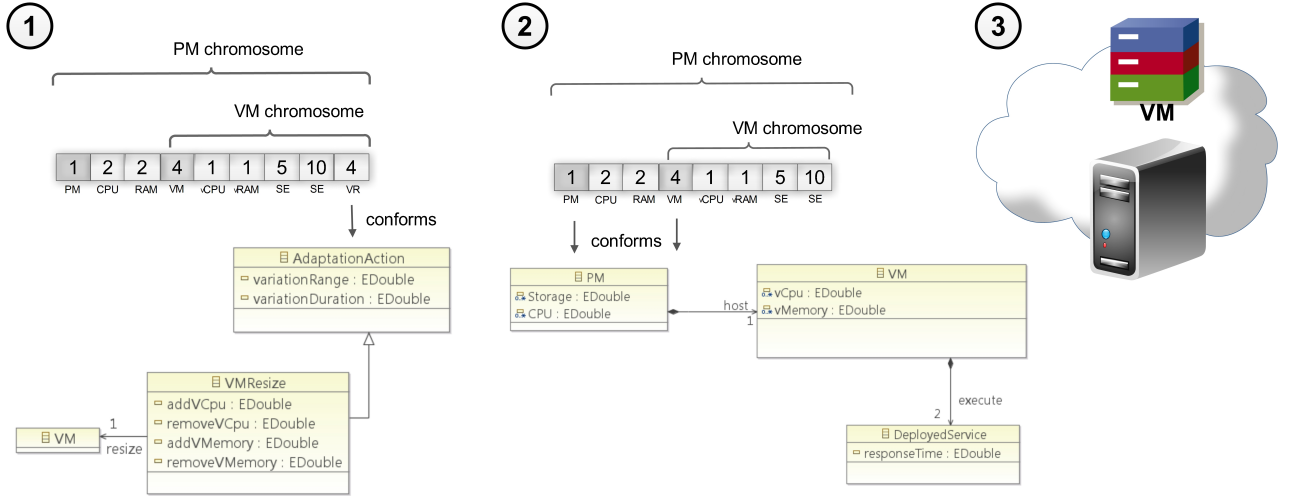 1
PM chromosome
VM chromosome
1 2 2 4 1 1 5 10 4
PM CPU RAM VM vCPU vRAM SE SE VR
conforms
AdaptationAction
variationRange : EDouble
variationDuration : EDouble
VMResize
addVCpu : EDouble
removeVCpu : EDouble
addVMemory : EDouble
removeVMemory : EDouble
1
resize
VM
2
PM chromosome
VM chromosome
1 2 2 4 1 1 5 10
PM CPU RAM VM vCPU vRAM SE SE
conforms
PM
Storage : EDouble
CPU : EDouble
host
1
VM
vCpu : EDouble
vMemory : EDouble
execute
2
DeployedService
responseTime : EDouble
3
VM